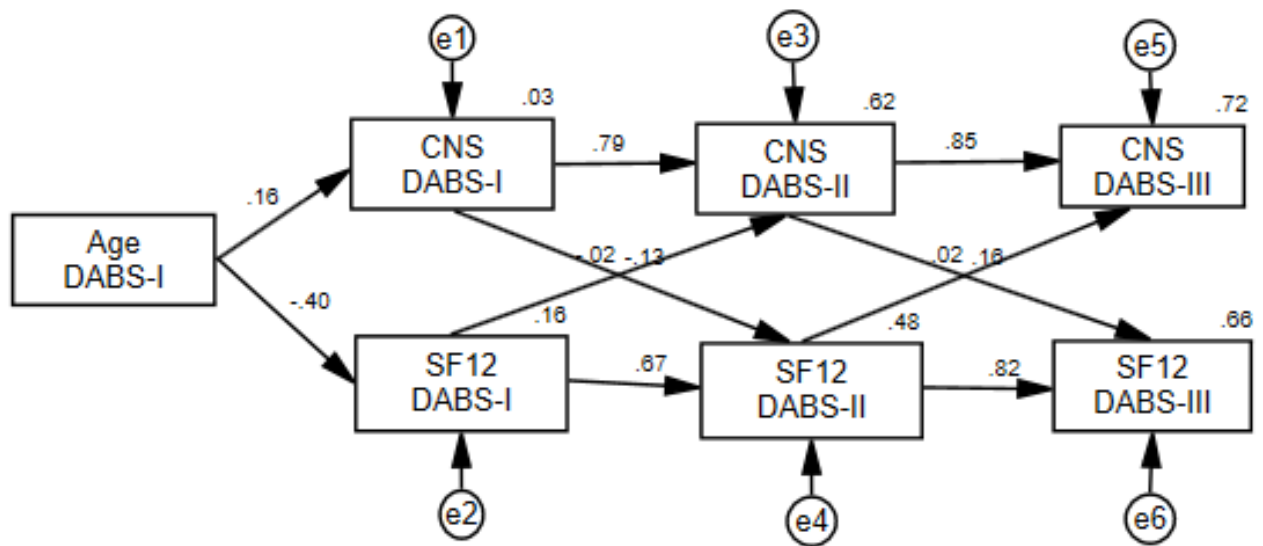 e1
e3
e5
.03
.62
.72
CNS
DABS-I
.79
CNS
DABS-II
.85
CNS
DABS-III
.16
Age
DABS-I
-.40
-.02
-.13
.02
.16
.16
.48
.66
SF12
DABS-I
.67
SF12
DABS-II
.82
SF12
DABS-III
e2
e4
e6